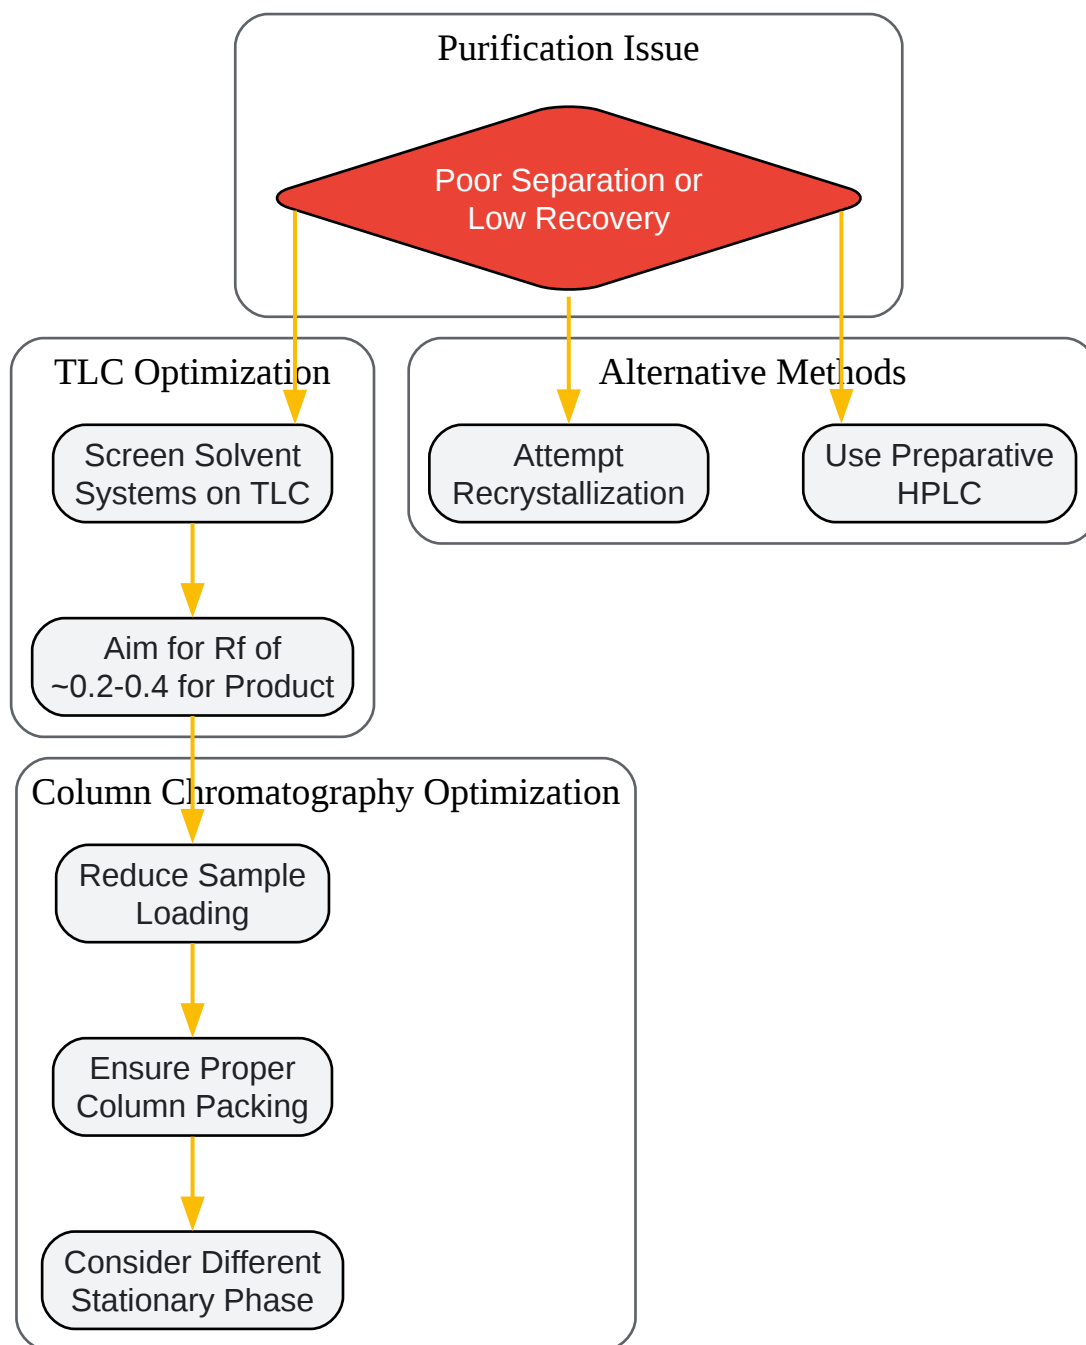 Purification Issue
Poor Separation or
Low Recovery
TLC Optimization
Screen Solvent
Systems on TLC
Aim for Rf of
~0.2-0.4 for Product
Alternative Methods
Attempt
Recrystallization
Use Preparative
HPLC
Column Chromatography Optimization
Reduce Sample
Loading
Ensure Proper
Column Packing
Consider Different
Stationary Phase